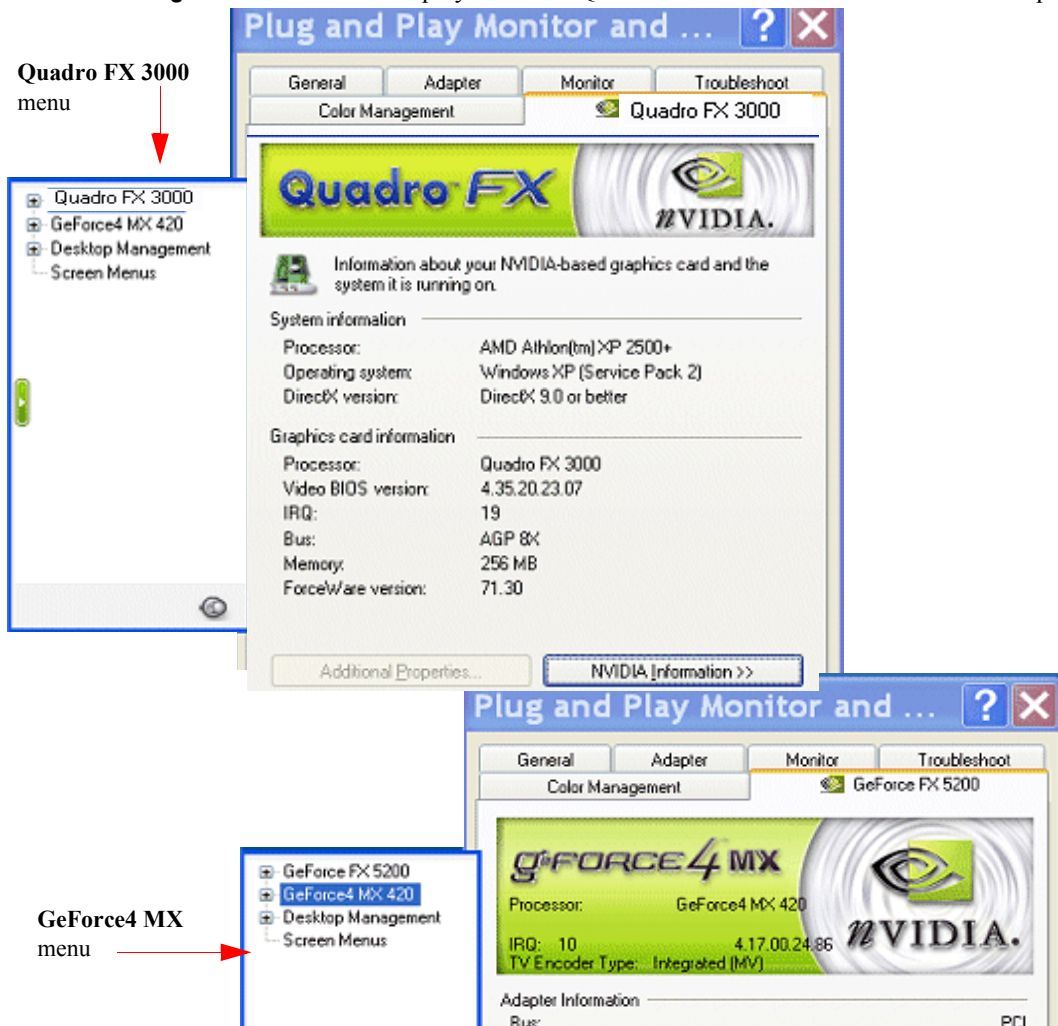 Plug and Play Monitor and ...
Quadro FX 3000
menu
General Adapter Monitor Troubleshoot
Color Management Quadro FX 3000
Quadro FX
nVIDIA.
Quadro FX 3000
GeForce4 MX 420
Desktop Management
Screen Menus
Information about your NVIDIA-based graphics card and the
system it is running on.
System information
Processor: AMD Athlon(tm) XP 2500+
Operating system: Windows XP (Service Pack 2)
DirectX version: DirectX 9.0 or better
Graphics card information
Processor: Quadro FX 3000
Video BIOS version: 4.35.20.23.07
IRQ: 19
Bus: AGP 8X
Memory: 256 MB
ForceWare version: 71.30
Additional Properties... NVIDIA Information >>
Plug and Play Monitor and ...
General Adapter Monitor Troubleshoot
Color Management GeForce FX 5200
GeForce4 MX
nVIDIA.
Processor: GeForce4 MX 420
IRQ: 10 4.17.00.24.86
TV Encoder Type: Integrated (MV)
Adapter Information
Bus: PCI
GeForce4 MX
menu
GeForce FX 5200
GeForce4 MX 420
Desktop Management
Screen Menus